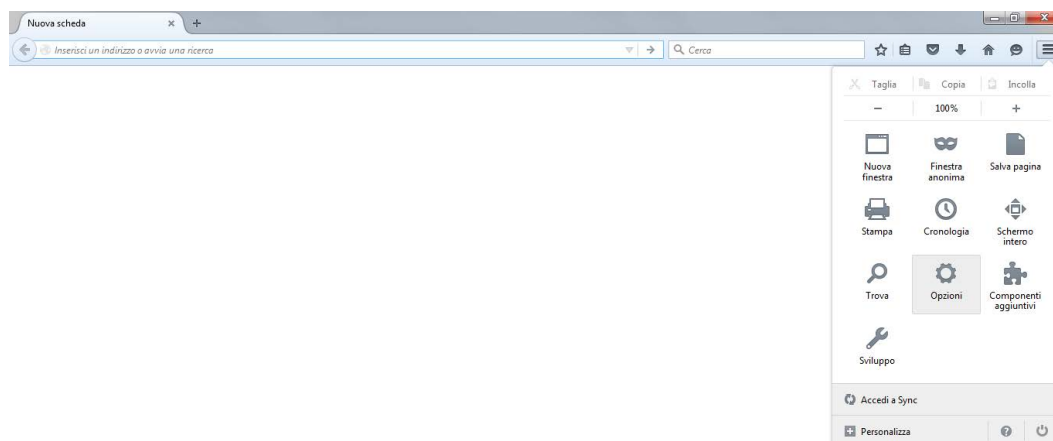 Nuova scheda
Inserisci un indirizzo o avvia una ricerca
Cerca
Taglia Copia Incolla
100%
Nuova finestra
Finestra anonima
Salva pagina
Stampa
Cronologia
Schermo intero
Trova
Opzioni
Componenti aggiuntivi
Sviluppo
Accedi a Sync
Personalizza